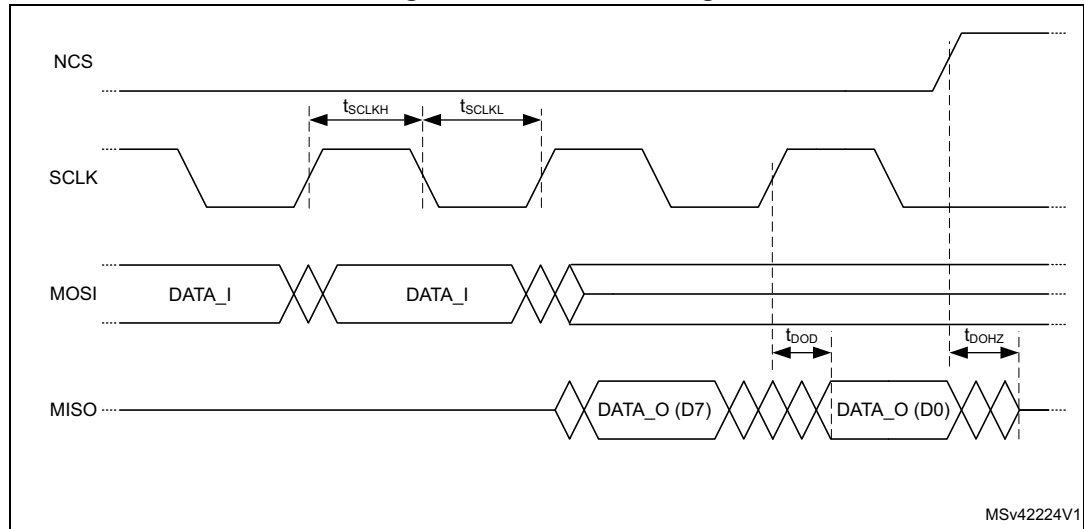 NCS
tSCLKH
tSCLKL
SCLK
MOSI
DATA_I
DATA_I
tDOD
tDOHZ
MISO
DATA_O (D7)
DATA_O (D0)
MSv42224V1